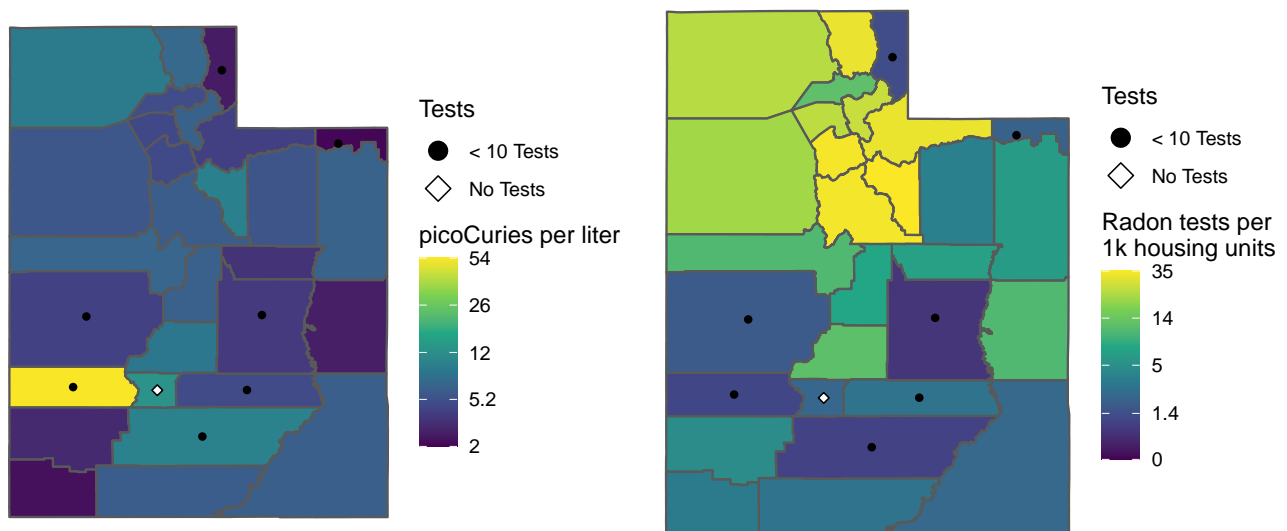 Tests
< 10 Tests
No Tests
picoCuries per liter
54
26
12
5.2
2
Tests
< 10 Tests
No Tests
Radon tests per
1k housing units
35
14
5
1.4
0